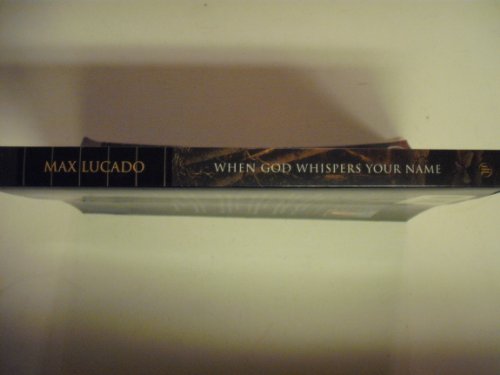 MAX LUCADO
WHEN GOD WHISPERS YOUR NAME